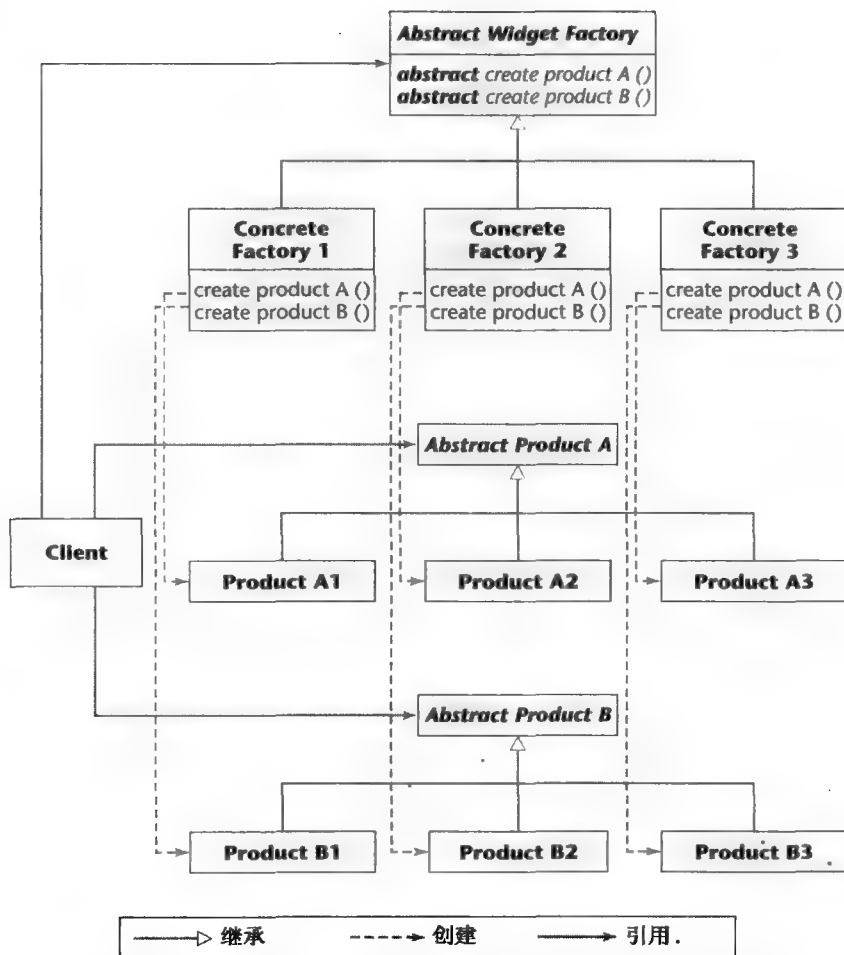 Abstract Widget Factory
abstract create product A ()
abstract create product B ()
Concrete
Factory 1
create product A ()
create product B ()
Concrete
Factory 2
create product A ()
create product B ()
Concrete
Factory 3
create product A ()
create product B ()
Abstract Product A
Client
Product A1
Product A2
Product A3
Abstract Product B
Product B1
Product B2
Product B3
继承
创建
引用.